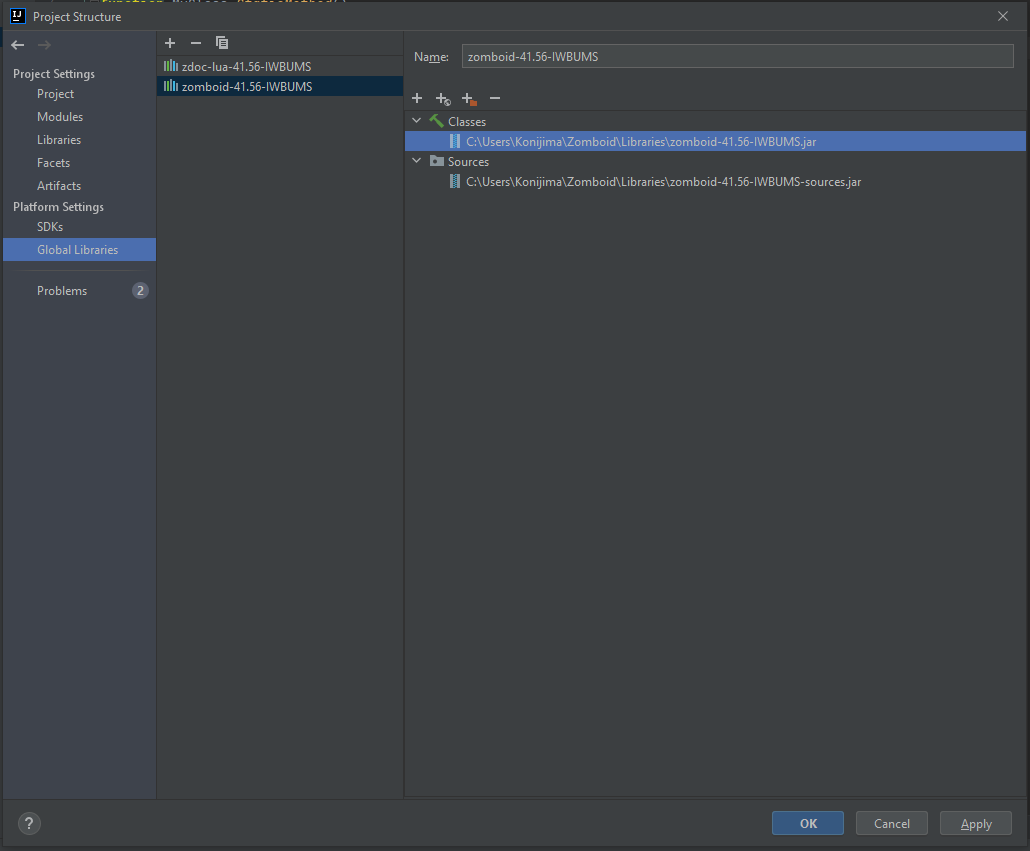 Project Structure
Project Settings
Project
Modules
Libraries
Facets
Artifacts
Platform Settings
SDKs
Global Libraries
Problems 2
zdoc-lua-41.56-IWBUMS
zomboid-41.56-IWBUMS
Name: zomboid-41.56-IWBUMS
Classes
C:\Users\Konijima\Zomboid\Libraries\zomboid-41.56-IWBUMS.jar
Sources
C:\Users\Konijima\Zomboid\Libraries\zomboid-41.56-IWBUMS-sources.jar
?
OK Cancel Apply